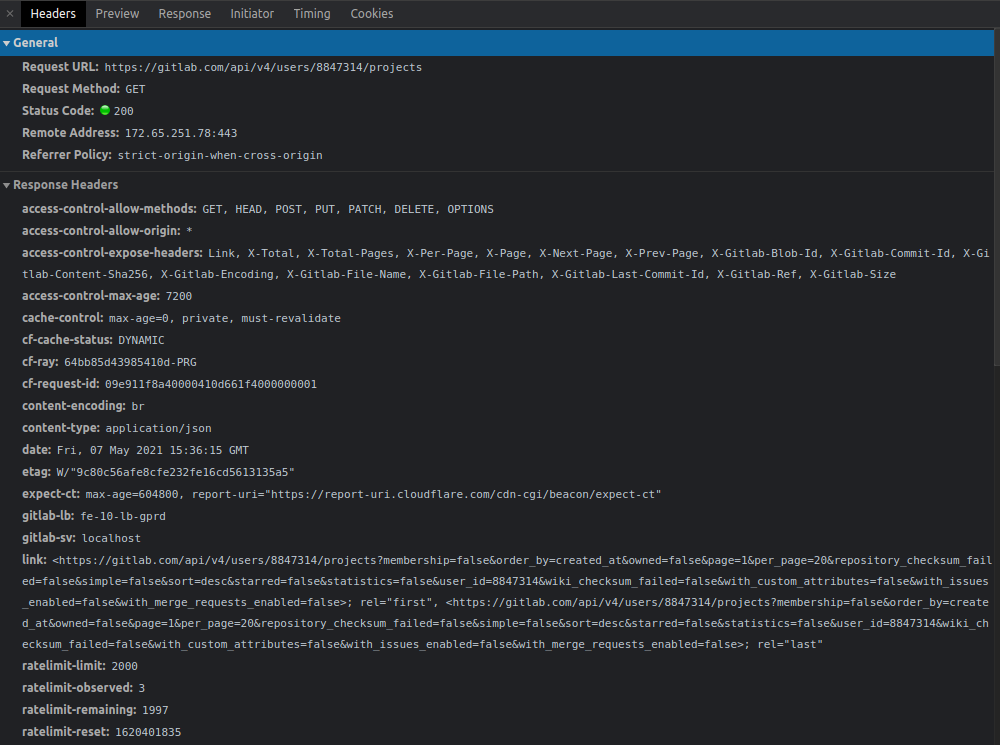 × Headers Preview Response Initiator Timing Cookies
General
Request URL: https://gitlab.com/api/v4/users/8847314/projects
Request Method: GET
Status Code: 200
Remote Address: 172.65.251.78:443
Referrer Policy: strict-origin-when-cross-origin
Response Headers
access-control-allow-methods: GET, HEAD, POST, PUT, PATCH, DELETE, OPTIONS
access-control-allow-origin: *
access-control-expose-headers: Link, X-Total, X-Total-Pages, X-Per-Page, X-Page, X-Next-Page, X-Prev-Page, X-Gitlab-Blob-Id, X-Gitlab-Commit-Id, X-Gi
tlab-Content-Sha256, X-Gitlab-Encoding, X-Gitlab-File-Name, X-Gitlab-File-Path, X-Gitlab-Last-Commit-Id, X-Gitlab-Ref, X-Gitlab-Size
access-control-max-age: 7200
cache-control: max-age=0, private, must-revalidate
cf-cache-status: DYNAMIC
cf-ray: 64bb85d43985410d-PRG
cf-request-id: 09e911f8a40000410d661f4000000001
content-encoding: br
content-type: application/json
date: Fri, 07 May 2021 15:36:15 GMT
etag: W/"9c80c56afe8cfe232fe16cd5613135a5"
expect-ct: max-age=604800, report-uri="https://report-uri.cloudflare.com/cdn-cgi/beacon/expect-ct"
gitlab-lb: fe-10-lb-gprd
gitlab-sv: localhost
link: <https://gitlab.com/api/v4/users/8847314/projects?membership=false&order_by=created_at&owned=false&page=1&per_page=20&repository_checksum_fail
ed=false&simple=false&sort=desc&starred=false&statistics=false&user_id=8847314&wiki_checksum_failed=false&with_custom_attributes=false&with_issues
_enabled=false&with_merge_requests_enabled=false>; rel="first", <https://gitlab.com/api/v4/users/8847314/projects?membership=false&order_by=create
d_at&owned=false&page=1&per_page=20&repository_checksum_failed=false&simple=false&sort=desc&starred=false&statistics=false&user_id=8847314&wiki_ch
ecksum_failed=false&with_custom_attributes=false&with_issues_enabled=false&with_merge_requests_enabled=false>; rel="last"
ratelimit-limit: 2000
ratelimit-observed: 3
ratelimit-remaining: 1997
ratelimit-reset: 1620401835